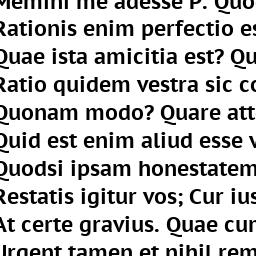 Memini me adesse P. Quo
Rationis enim perfectio es
Quae ista amicitia est? Qu
Ratio quidem vestra sic co
Quonam modo? Quare att
Quid est enim aliud esse v
Quodsi ipsam honestatem
Restatis igitur vos; Cur ius
At certe gravius. Quae cur
Urgent tamen et nihil rem